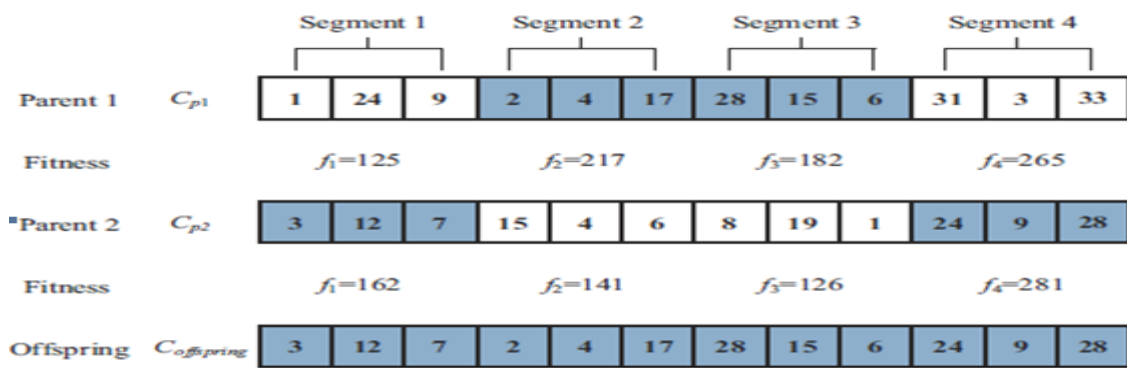 Segment 1 Segment 2 Segment 3 Segment 4
Parent 1 Cp1 1 24 9 2 4 17 28 15 6 31 3 33
Fitness f1=125 f2=217 f3=182 f4=265
Parent 2 Cp2 3 12 7 15 4 6 8 19 1 24 9 28
Fitness f1=162 f2=141 f3=126 f4=281
Offspring Coffspring 3 12 7 2 4 17 28 15 6 24 9 28